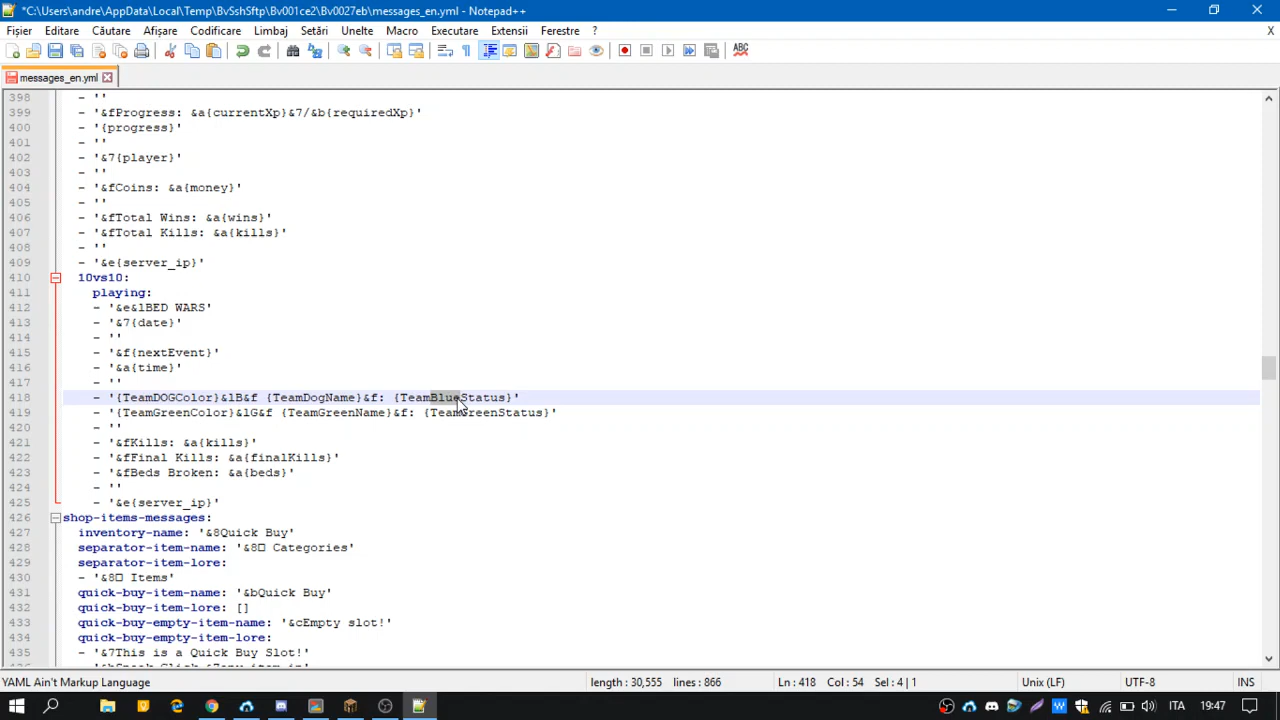 *C:\Users\andre\AppData\Local\Temp\BvSshSftp\Bv001ce2\Bv0027eb\messages_en.yml - Notepad++
Fișier Editare Căutare Afișare Codificare Limbaj Setări Unelte Macro Executare Extensii Ferestre ? X
messages_en.yml
398 - ''
399 - '&fProgress: &a{currentXp}&7/&b{requiredXp}'
400 - '{progress}'
401 - ''
402 - '&7{player}'
403 - ''
404 - '&fCoins: &a{money}'
405 - ''
406 - '&fTotal Wins: &a{wins}'
407 - '&fTotal Kills: &a{kills}'
408 - ''
409 - '&e{server_ip}'
410 10vs10:
411 playing:
412 - '&e&lBED WARS'
413 - '&7{date}'
414 - ''
415 - '&f{nextEvent}'
416 - '&a{time}'
417 - ''
418 - '{TeamDOGColor}&lB&f {TeamDogName}&f: {TeamBlueStatus}'
419 - '{TeamGreenColor}&lG&f {TeamGreenName}&f: {TeamGreenStatus}'
420 - ''
421 - '&fKills: &a{kills}'
422 - '&fFinal Kills: &a{finalKills}'
423 - '&fBeds Broken: &a{beds}'
424 - ''
425 - '&e{server_ip}'
426 shop-items-messages:
427 inventory-name: '&8Quick Buy'
428 separator-item-name: '&8▯ Categories'
429 separator-item-lore:
430 - '&8▯ Items'
431 quick-buy-item-name: '&bQuick Buy'
432 quick-buy-item-lore: []
433 quick-buy-empty-item-name: '&cEmpty slot!'
434 quick-buy-empty-item-lore:
435 - '&7This is a Quick Buy Slot!'
YAML Ain't Markup Language length : 30,555 lines : 866 Ln : 418 Col : 54 Sel : 4 | 1 Unix (LF) UTF-8 INS
ITA 19:47